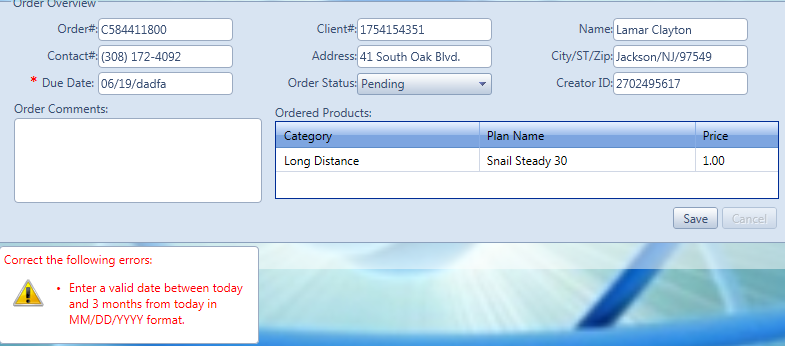 Order Overview
Order#: C584411800 Client#: 1754154351 Name: Lamar Clayton
Contact#: (308) 172-4092 Address: 41 South Oak Blvd. City/ST/Zip: Jackson/NJ/97549
* Due Date: 06/19/dadfa Order Status: Pending Creator ID: 2702495617
Order Comments: Ordered Products:
Category Plan Name Price
Long Distance Snail Steady 30 1.00
Save Cancel
Correct the following errors:
• Enter a valid date between today
and 3 months from today in
MM/DD/YYYY format.